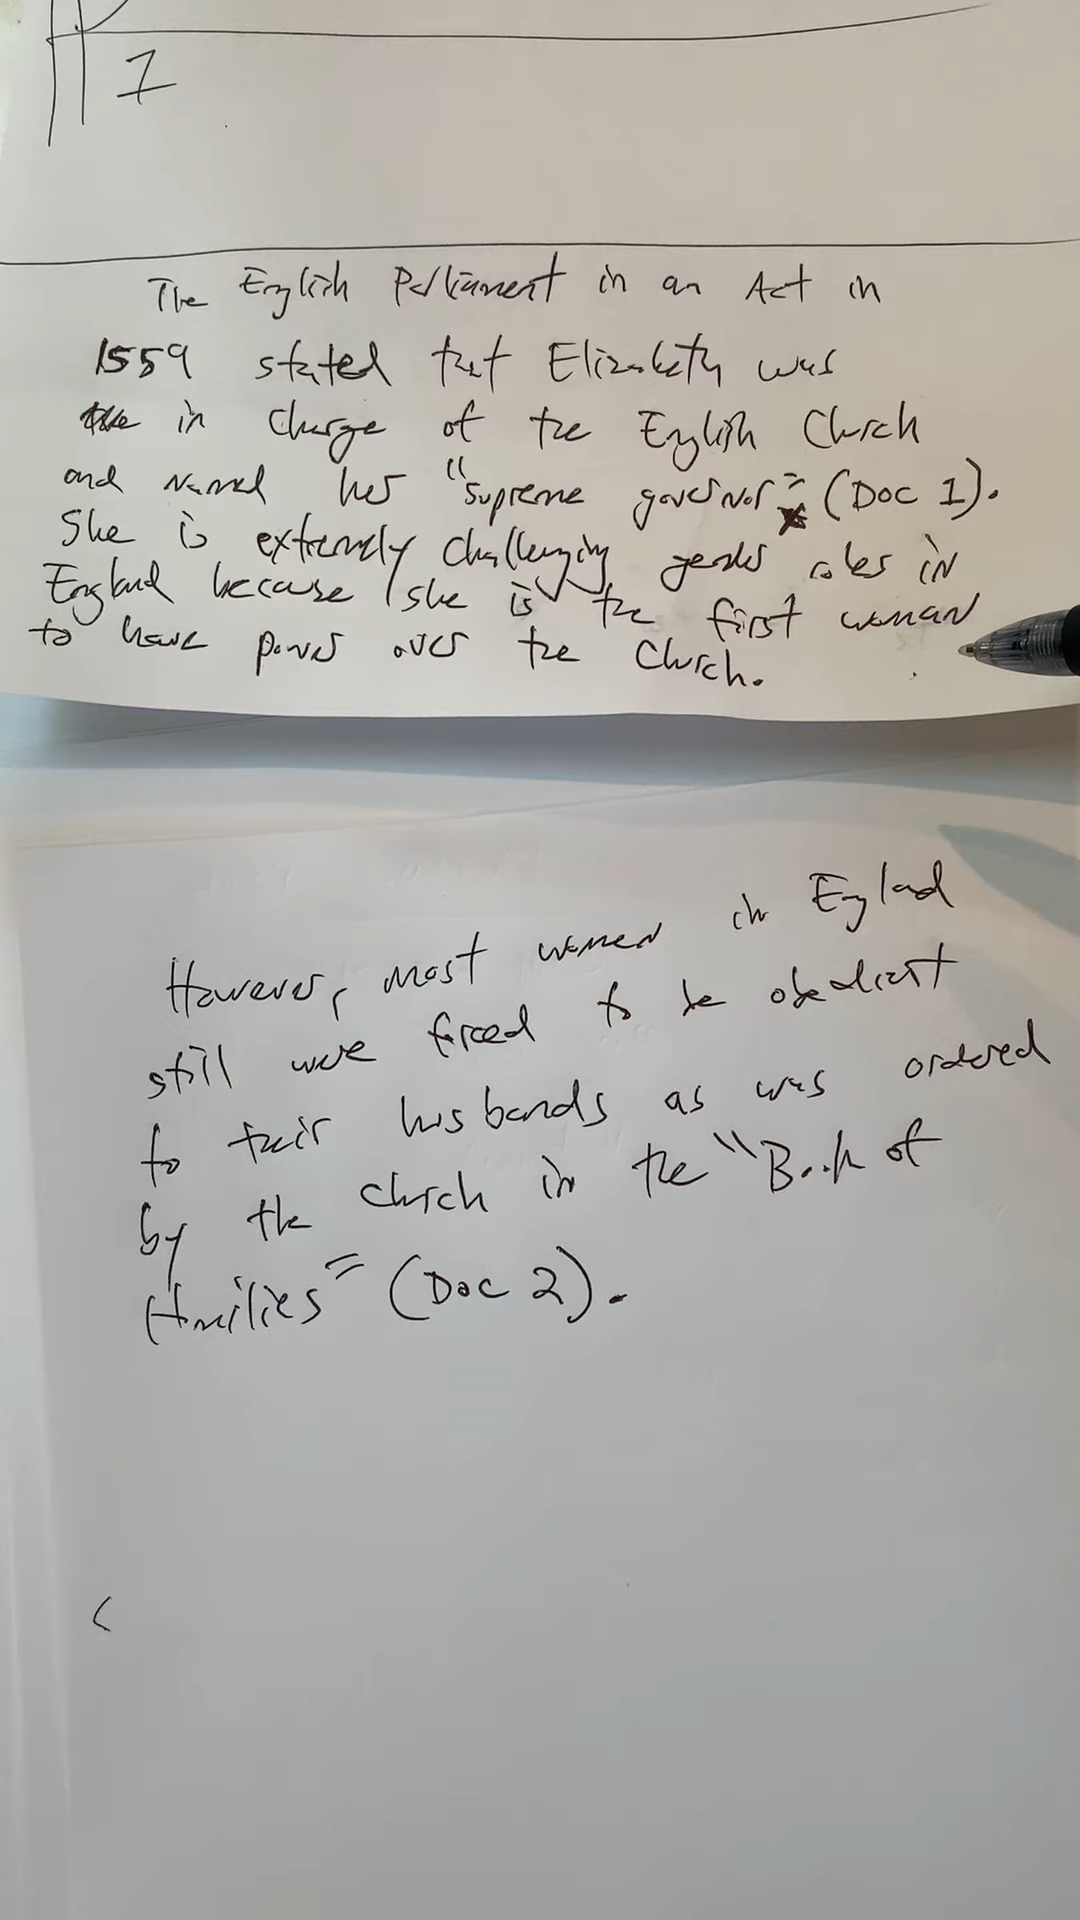 1
The English Parliament in an Act in
1559 stated that Elizabeth was
in charge of the English Church
and named her "supreme governor" (Doc 1).
She is extremely challenging gender roles in
England because she is the first woman
to have power over the Church.
However, most women in England
still were forced to be obedient
to their husbands as was ordered
by the church in the "Book of
Homilies" (Doc 2).